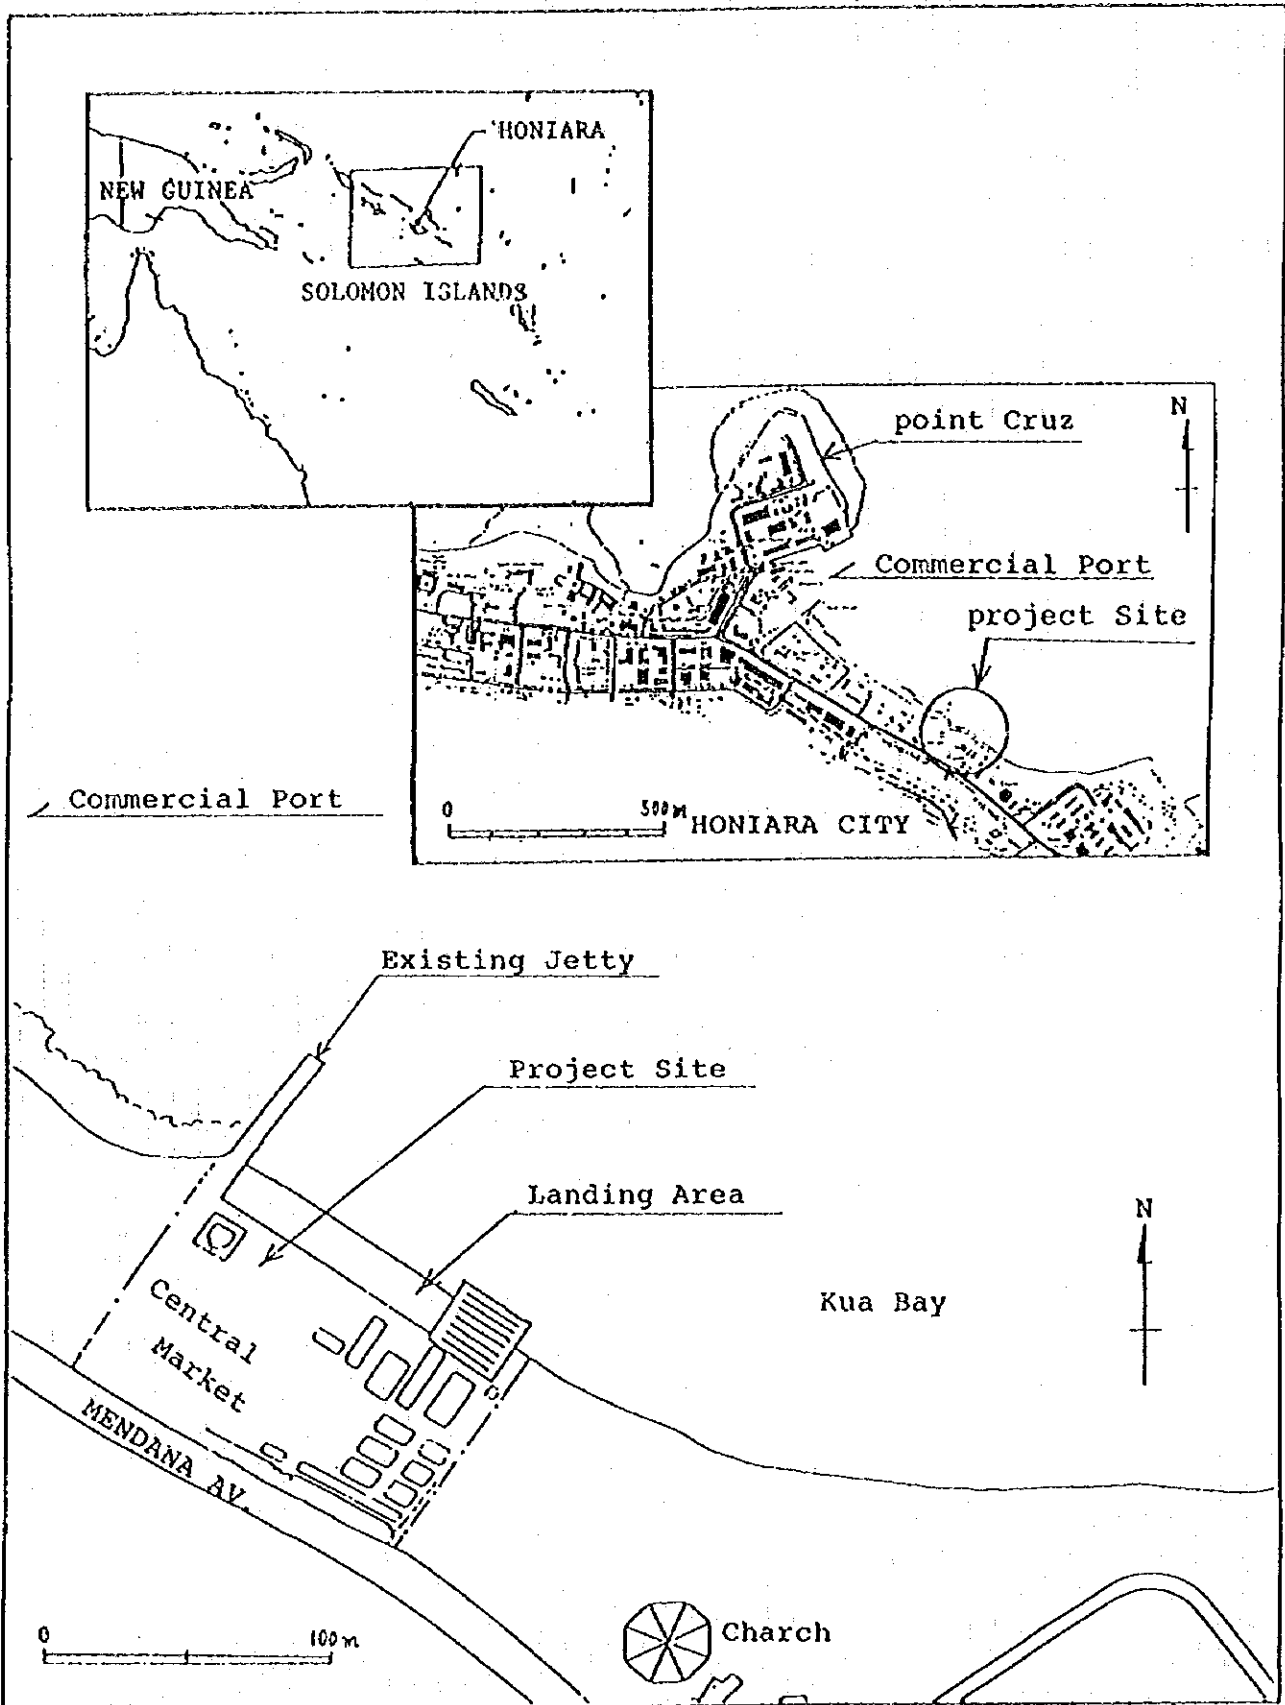 HONIARA
NEW GUINEA
SOLOMON ISLANDS
point Cruz
N
Commercial Port
project Site
0 500m
HONIARA CITY
Commercial Port
Existing Jetty
Project Site
Landing Area
N
Kua Bay
Central
Market
MENDANA AV.
0 100m
Charch